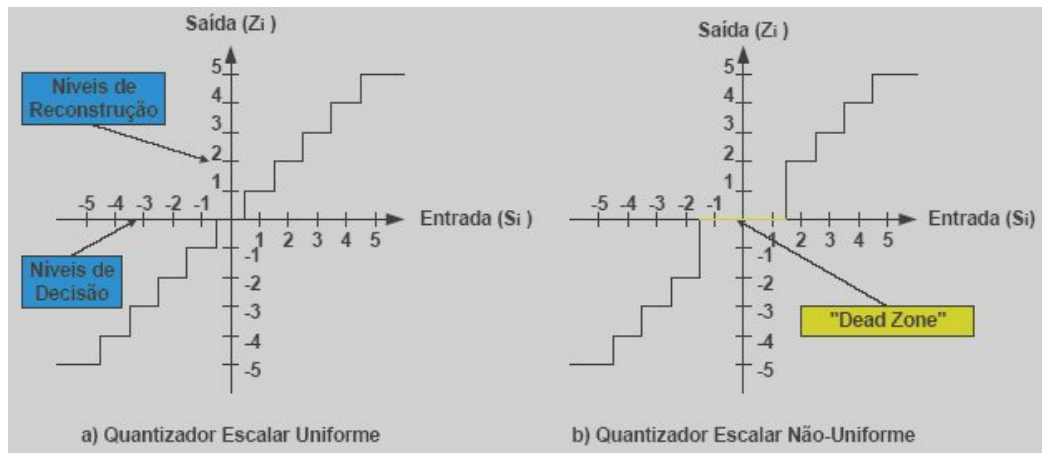 Saída (Zi )
5
4
3
2
1
-5 -4 -3 -2 -1
1 2 3 4 5
-1
-2
-3
-4
-5
Entrada (Si )
Níveis de
Reconstrução
Níveis de
Decisão
a) Quantizador Escalar Uniforme
Saída (Zi )
5
4
3
2
1
-5 -4 -3 -2 -1
2 3 4 5
-1
-2
-3
-4
-5
Entrada (Si)
"Dead Zone"
b) Quantizador Escalar Não-Uniforme